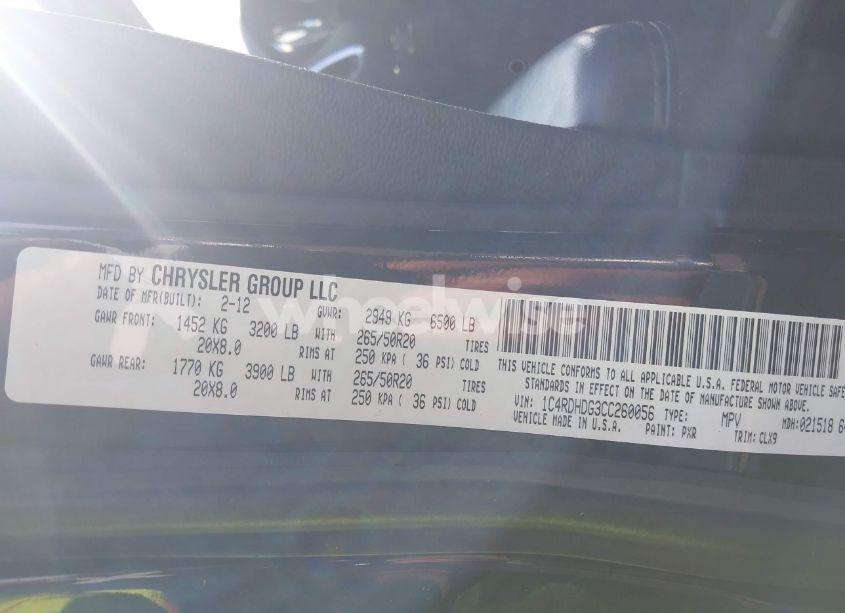 MFD BY CHRYSLER GROUP LLC
DATE OF MFR(BUILT): 2-12 GVWR: 2949 KG 6500 LB
GAWR FRONT: 1452 KG 3200 LB WITH 265/50R20 TIRES
20X8.0 RIMS AT 250 KPA ( 36 PSI) COLD
GAWR REAR: 1770 KG 3900 LB WITH 265/50R20 TIRES
20X8.0 RIMS AT 250 KPA ( 36 PSI) COLD
THIS VEHICLE CONFORMS TO ALL APPLICABLE U.S.A. FEDERAL MOTOR VEHICLE SAFE
STANDARDS IN EFFECT ON THE DATE OF MANUFACTURE SHOWN ABOVE.
VIN: 1C4RDHDG3CC260056 TYPE: MPV MDH:021518 6
VEHICLE MADE IN U.S.A. PAINT: PXR TRIM: CLX9
wheelwise